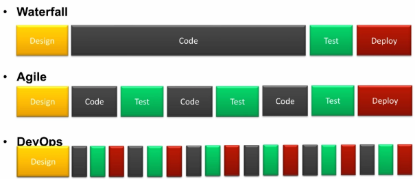 • Waterfall
Design Code Test Deploy
• Agile
Design Code Test Code Test Code Test Deploy
• DevOps
Design